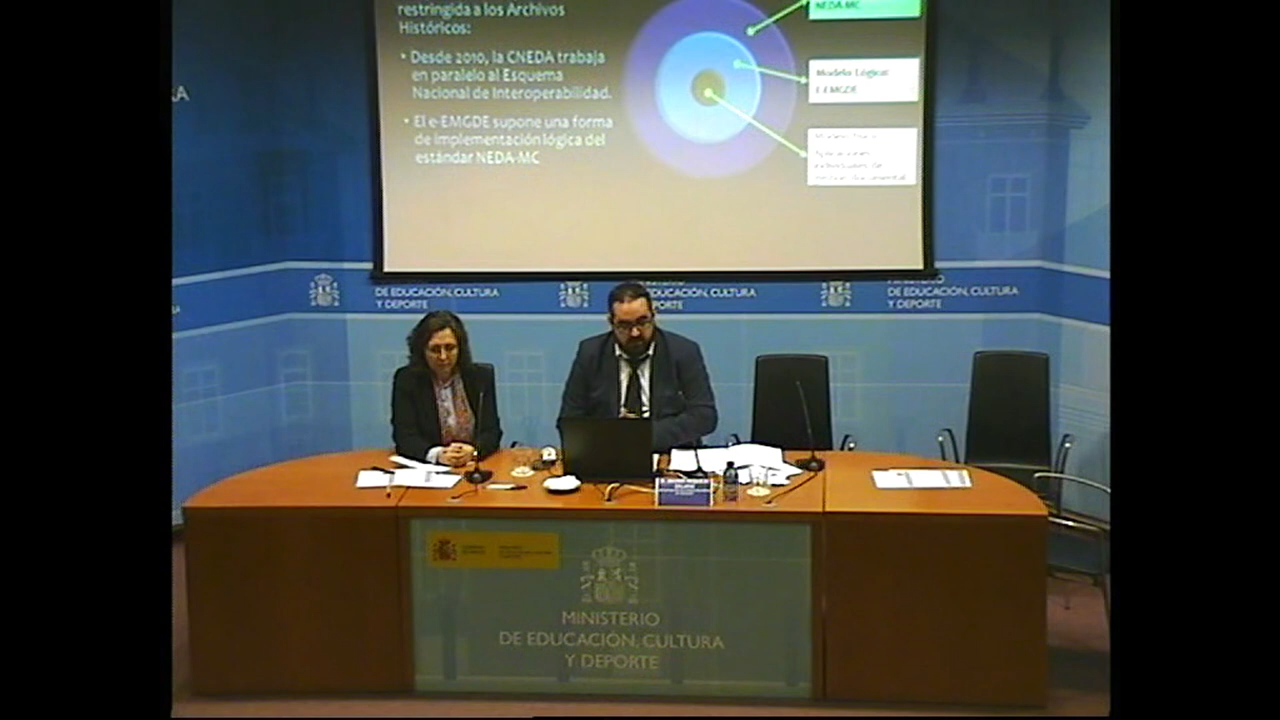 restringida a los Archivos
Históricos:
• Desde 2010, la CNEDA trabaja
en paralelo al Esquema
Nacional de Interoperabilidad.
• El e-EMGDE supone una forma
de implementación lógica del
estándar NEDA-MC
NEDA-MC
Modelo Lógico:
E-EMGDE
RA
DE EDUCACIÓN, CULTURA
Y DEPORTE
DE EDUCACIÓN, CULTURA
Y DEPORTE
MINISTERIO
DE EDUCACIÓN, CULTURA
Y DEPORTE
MINISTERIO
DE EDUCACIÓN, CULTURA
Y DEPORTE